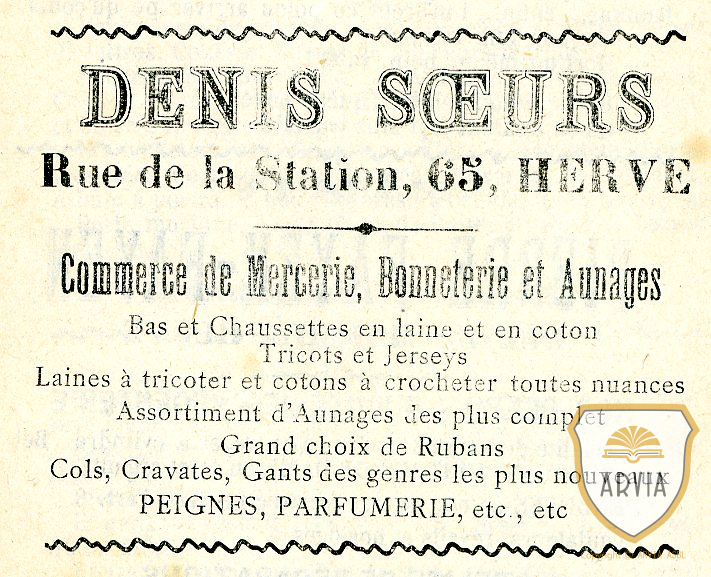 DENIS SŒURS
Rue de la Station, 65, HERVE
Commerce de Mercerie, Bonneterie et Aunages
Bas et Chaussettes en laine et en coton
Tricots et Jerseys
Laines à tricoter et cotons à crocheter toutes nuances
Assortiment d'Aunages des plus complet
Grand choix de Rubans
Cols, Cravates, Gants des genres les plus nouveaux
PEIGNES, PARFUMERIE, etc., etc
ARVIA